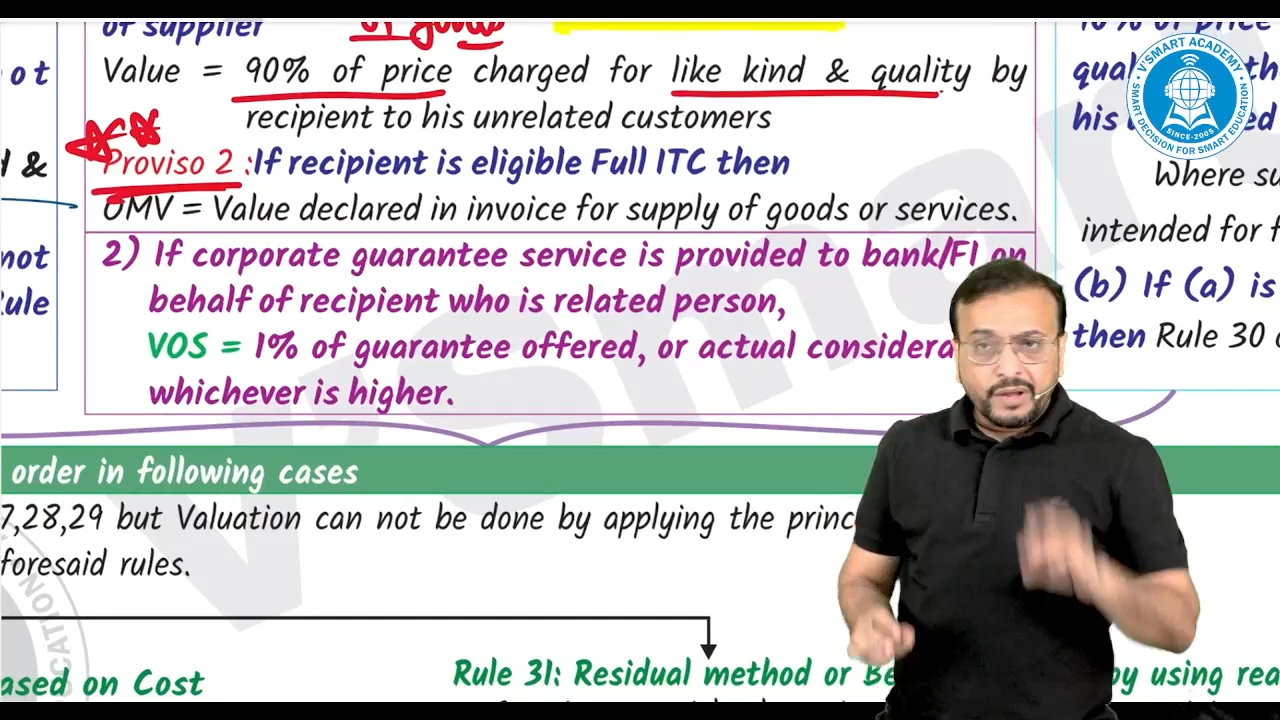 of supplier
of goods
Value = 90% of price charged for like kind & quality by
recipient to his unrelated customers
Proviso 2 : If recipient is eligible Full ITC then
OMV = Value declared in invoice for supply of goods or services.
2) If corporate guarantee service is provided to bank/FI on
behalf of recipient who is related person,
VOS = 1% of guarantee offered, or actual considera
whichever is higher.
not
d &
not
Rule
10% of price
qual
th
his
ed
Where su
intended for f
(b) If (a) is
then Rule 30
V'SMART ACADEMY
SMART DECISION FOR SMART EDUCATION
SINCE-2005
order in following cases
7,28,29 but Valuation can not be done by applying the princ
foresaid rules.
ased on Cost
Rule 31: Residual method or Be
by using rea
V'smar